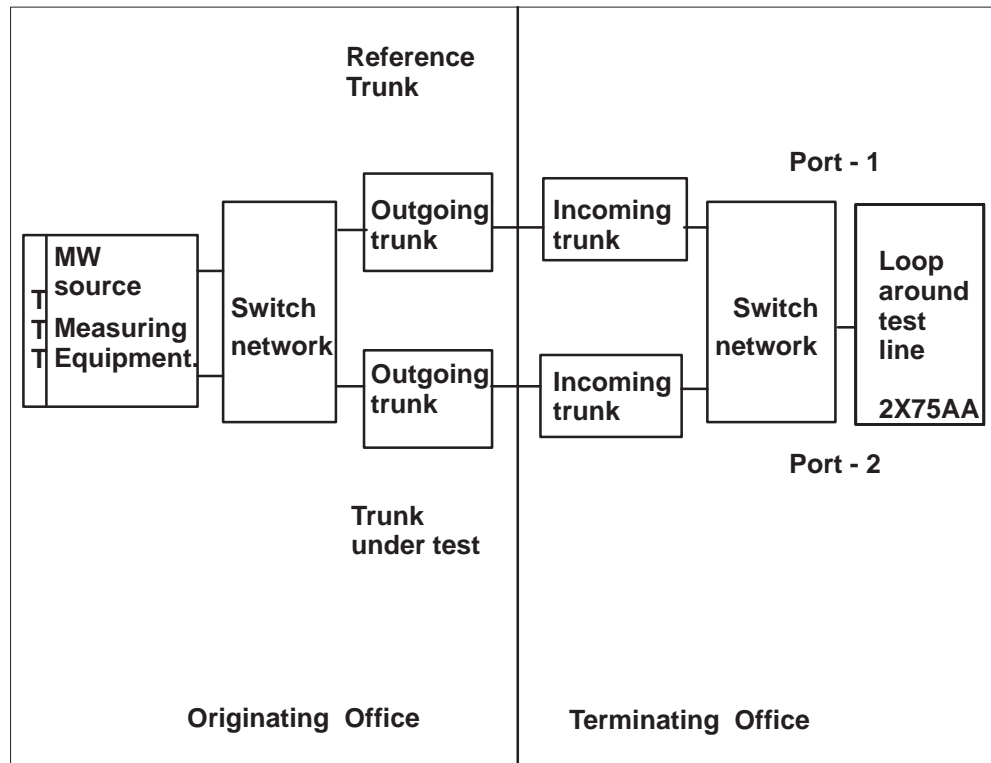 Reference
Trunk
Port - 1
Outgoing
trunk
Incoming
trunk
MW
source
T
T Measuring
T Equipment.
Switch
network
Switch
network
Loop
around
test
line
2X75AA
Outgoing
trunk
Incoming
trunk
Port - 2
Trunk
under test
Originating Office
Terminating Office